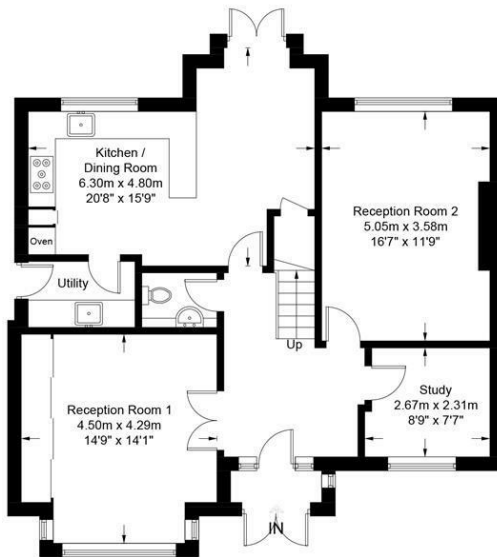 Kitchen /
Dining Room
6.30m x 4.80m
20'8" x 15'9"
Reception Room 2
5.05m x 3.58m
16'7" x 11'9"
Oven
Utility
Up
Reception Room 1
4.50m x 4.29m
14'9" x 14'1"
Study
2.67m x 2.31m
8'9" x 7'7"
IN